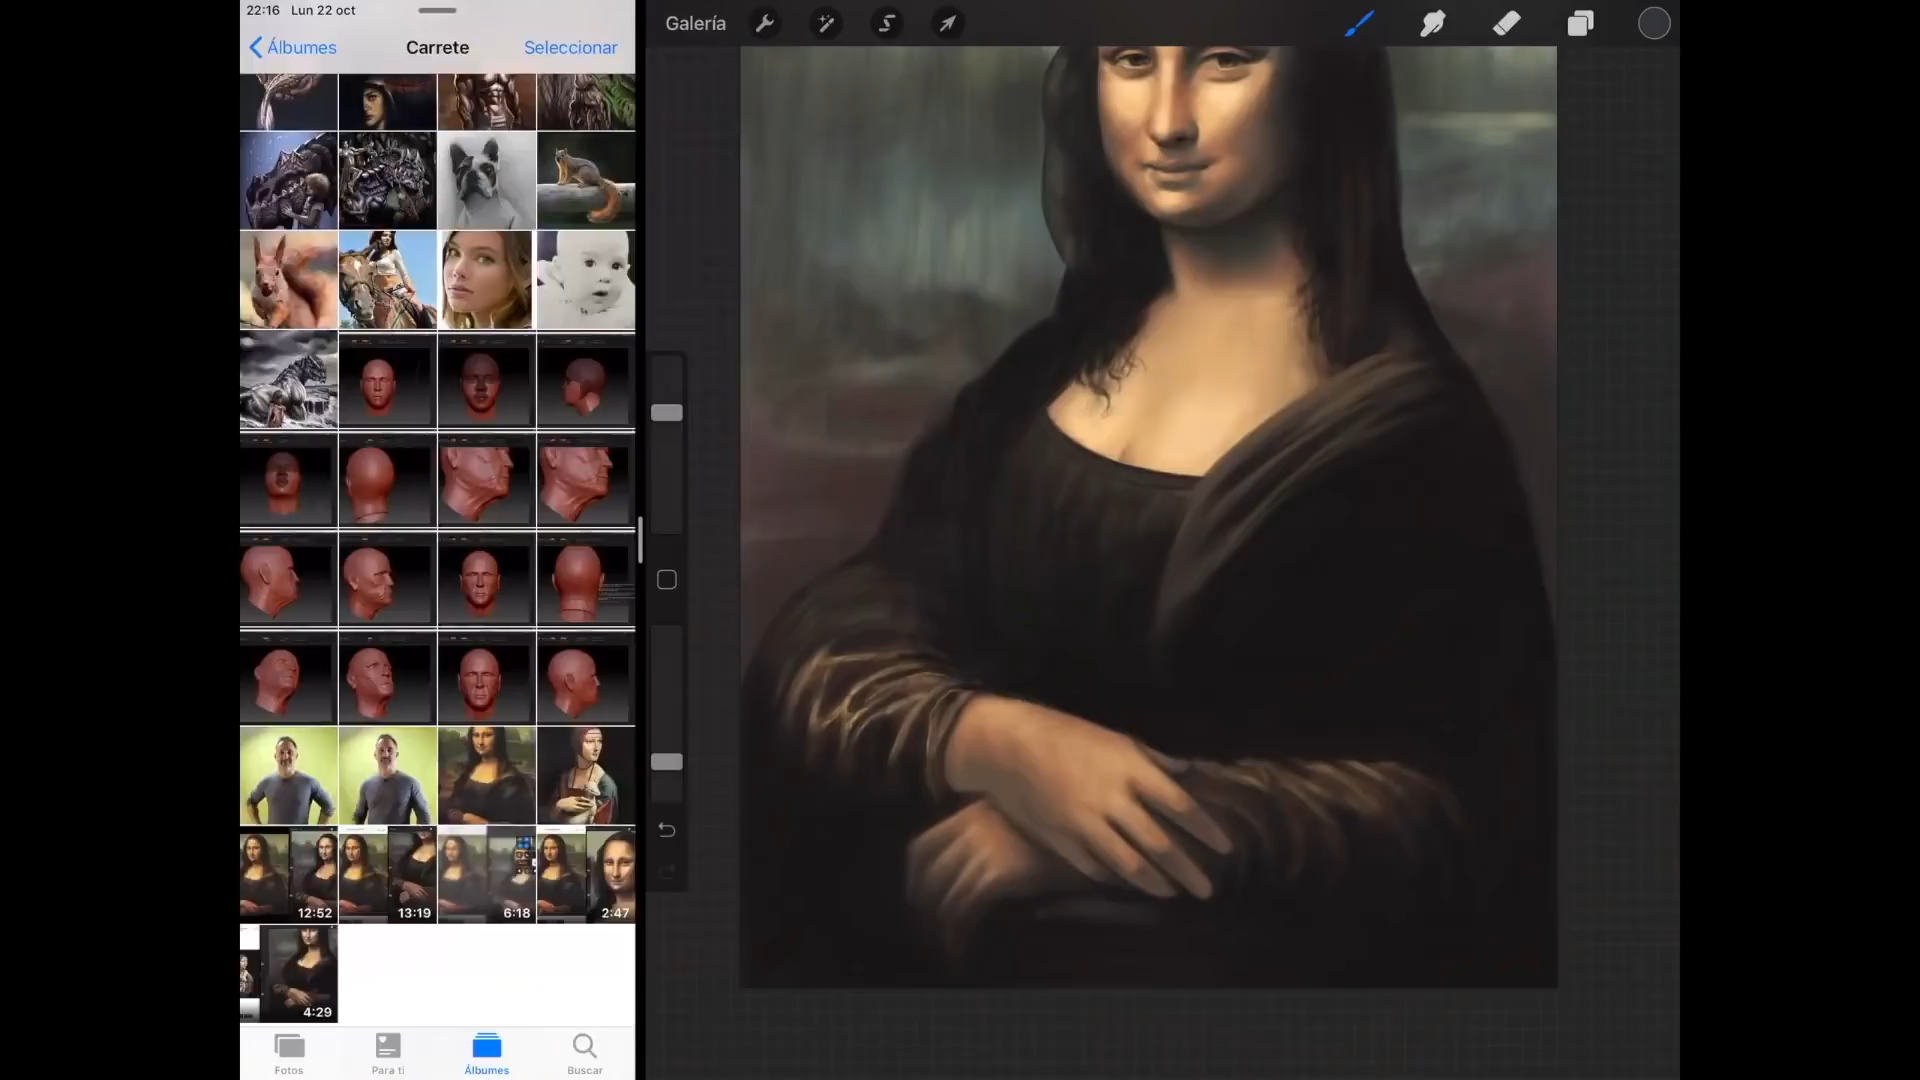 22:16 Lun 22 oct
Álbumes
Carrete
Seleccionar
Galería
12:52
13:19
6:18
2:47
4:29
Fotos
Para ti
Álbumes
Buscar